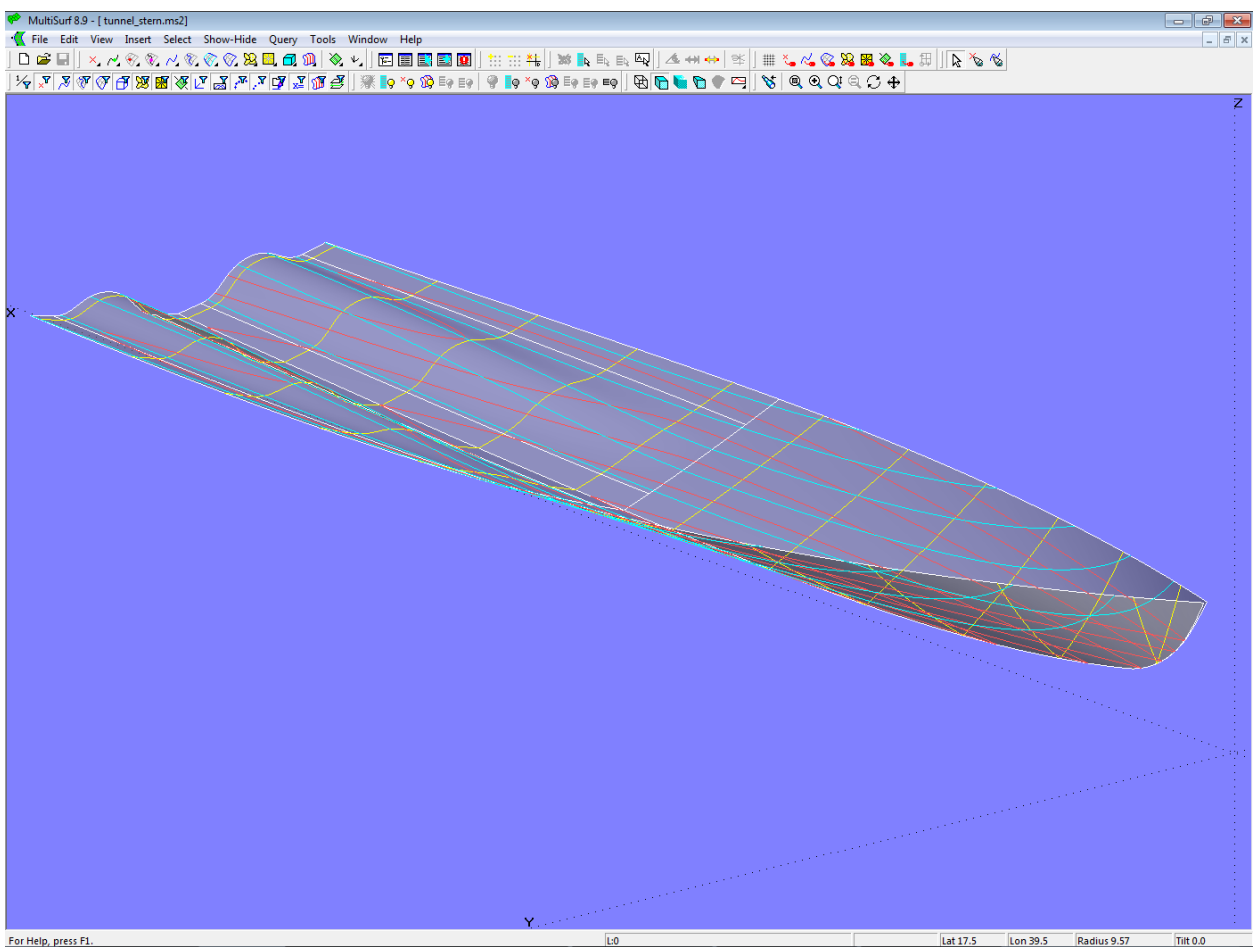 MultiSurf 8.9 - [ tunnel_stern.ms2]
File Edit View Insert Select Show-Hide Query Tools Window Help
Z
X
Y
For Help, press F1. L:0 Lat 17.5 Lon 39.5 Radius 9.57 Tilt 0.0